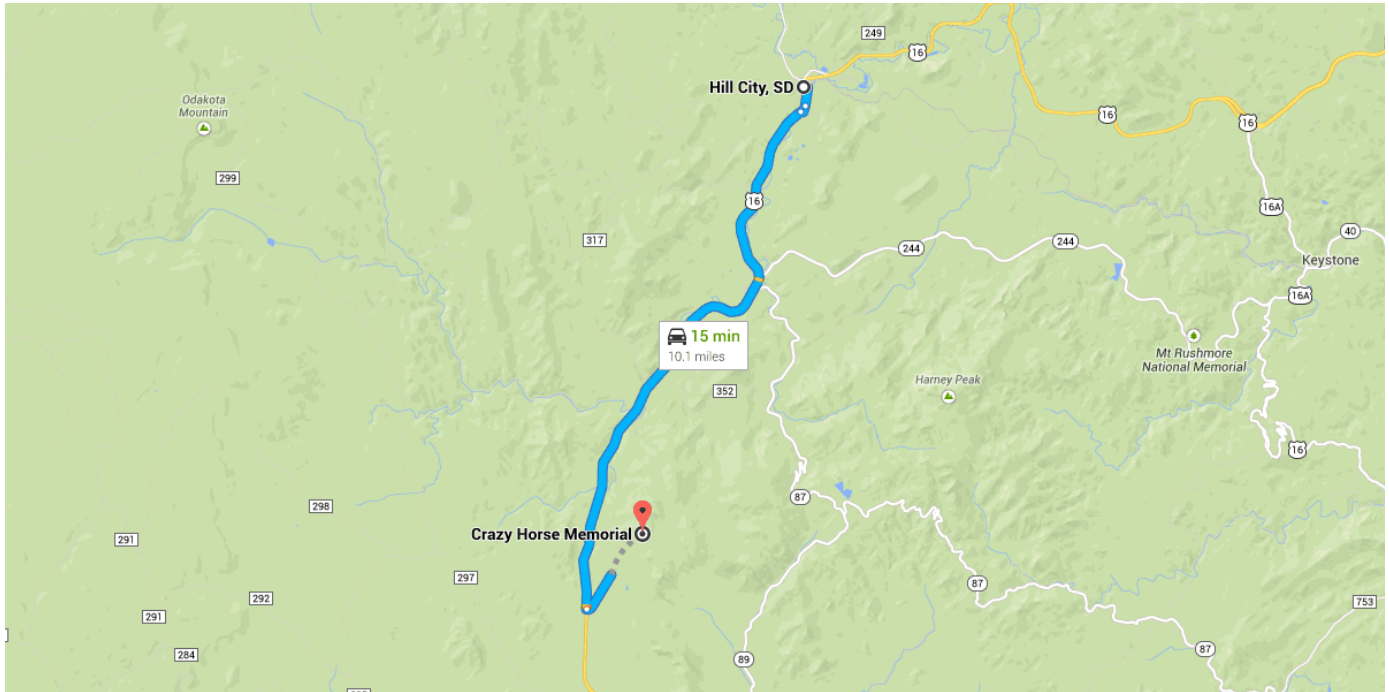 249
16
Hill City, SD
Odakota
Mountain
16
16
299
16
16A
317
244
244
40
Keystone
16A
15 min
10.1 miles
Mt Rushmore
National Memorial
Harney Peak
352
16
87
298
Crazy Horse Memorial
291
297
87
292
753
291
87
284
89